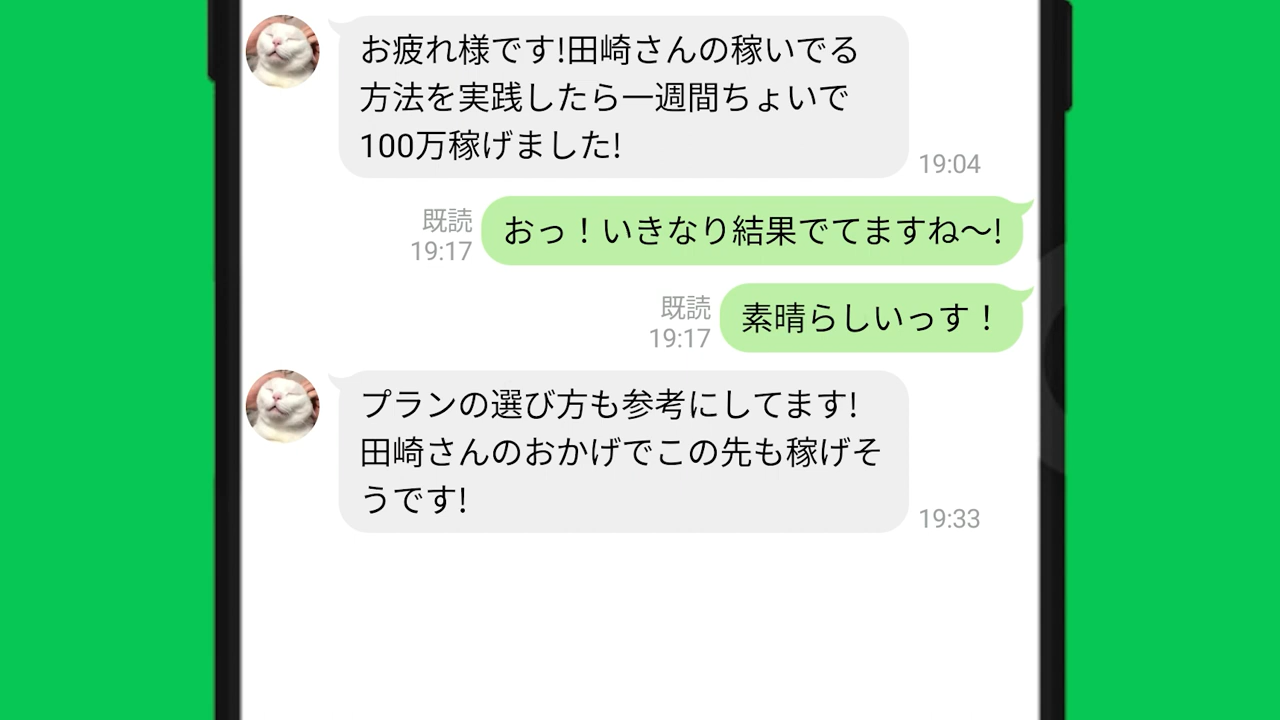 お疲れ様です!田崎さんの稼いでる
方法を実践したら一週間ちょいで
100万稼げました!
19:04
既読
19:17
おっ！いきなり結果でてますね〜!
既読
19:17
素晴らしいっす！
プランの選び方も参考にしてます!
田崎さんのおかげでこの先も稼げそ
うです!
19:33